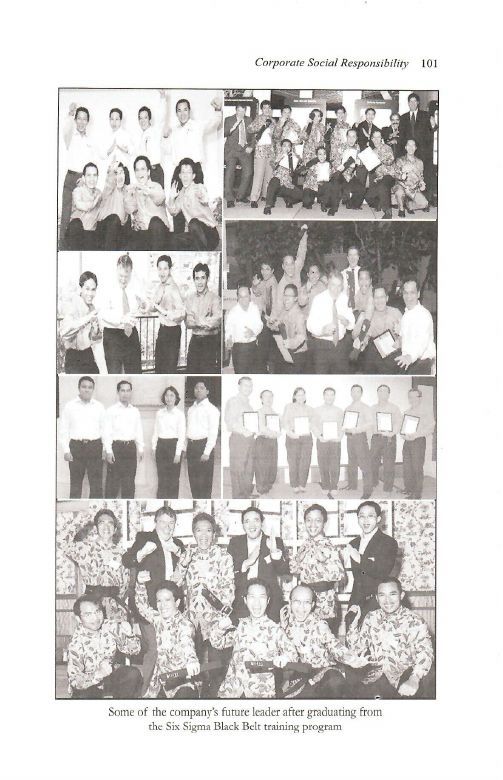 Corporate Social Responsibility 101
Some of the company's future leader after graduating from
the Six Sigma Black Belt training program